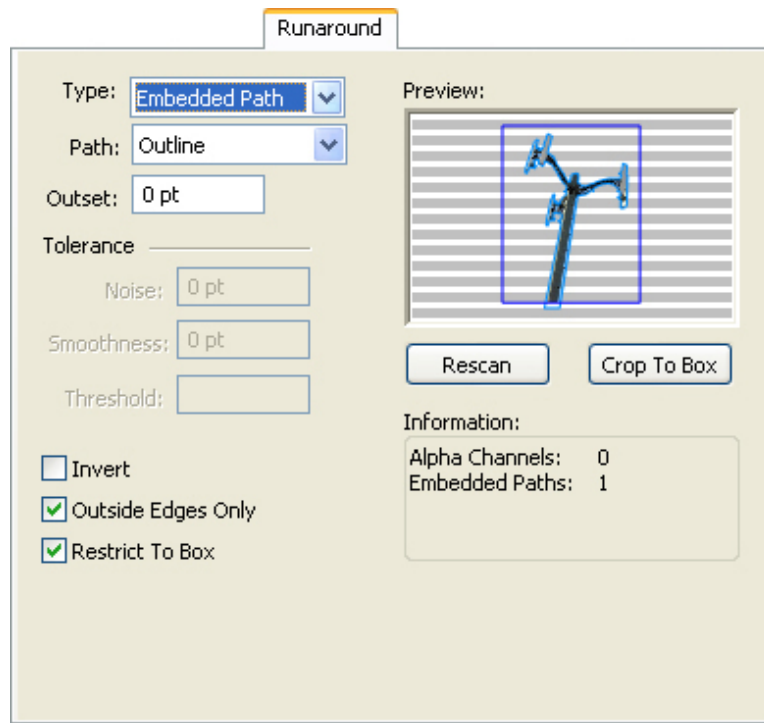 Runaround
Type: Embedded Path
Path: Outline
Outset: 0 pt
Tolerance
Noise: 0 pt
Smoothness: 0 pt
Threshold:
Invert
Outside Edges Only
Restrict To Box
Preview:
Rescan
Crop To Box
Information:
Alpha Channels: 0
Embedded Paths: 1